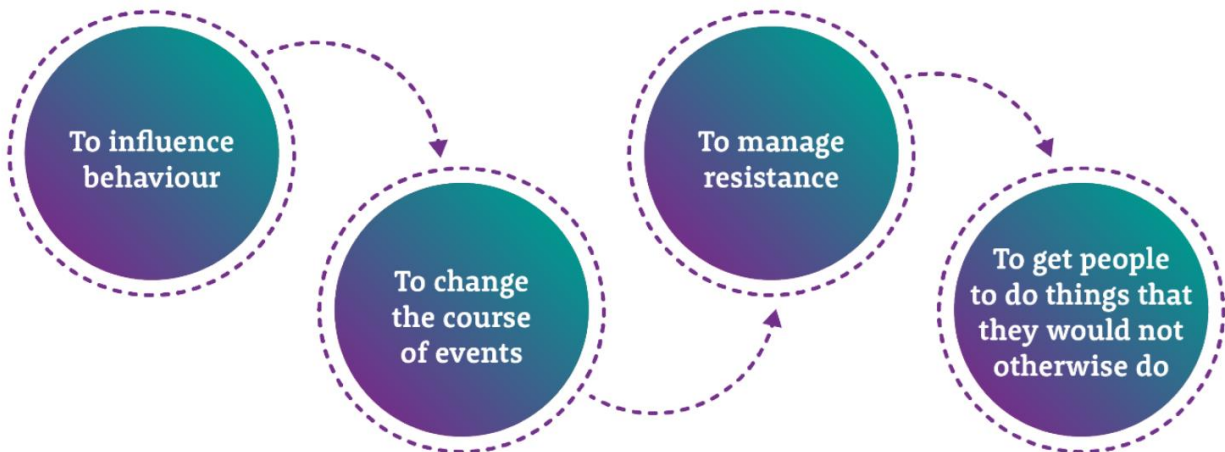 To influence
behaviour
To change
the course
of events
To manage
resistance
To get people
to do things that
they would not
otherwise do